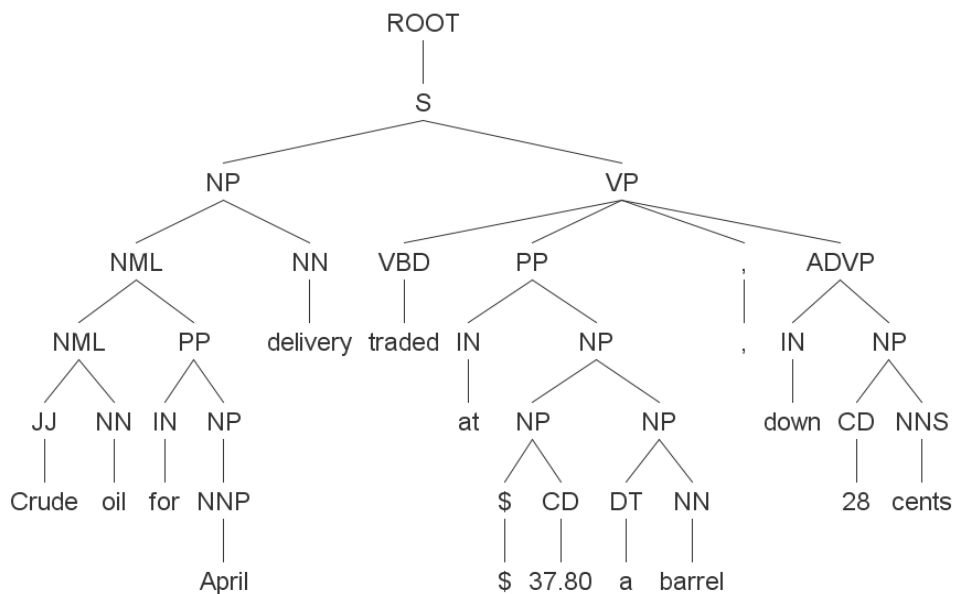 ROOT
S
NP VP
NML NN VBD PP , ADVP
NML PP delivery traded IN NP , IN NP
JJ NN IN NP at NP NP down CD NNS
Crude oil for NNP $ CD DT NN 28 cents
April $ 37.80 a barrel